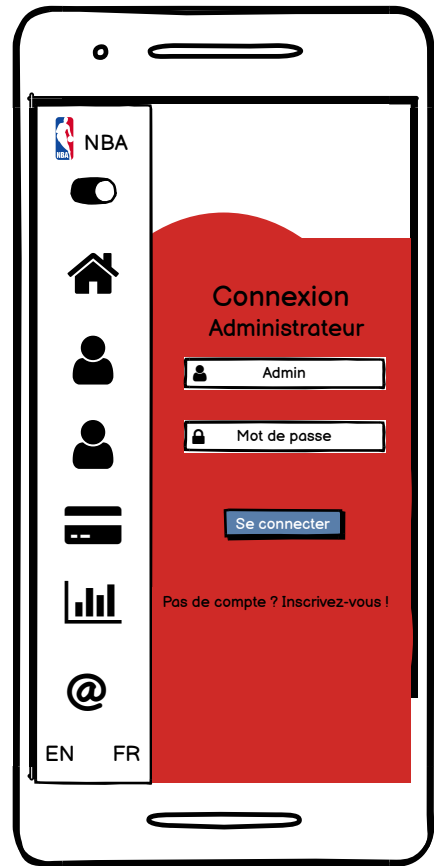 NBA
NBA
Connexion
Administrateur
Admin
Mot de passe
Se connecter
Pas de compte ? Inscrivez-vous !
@
EN FR